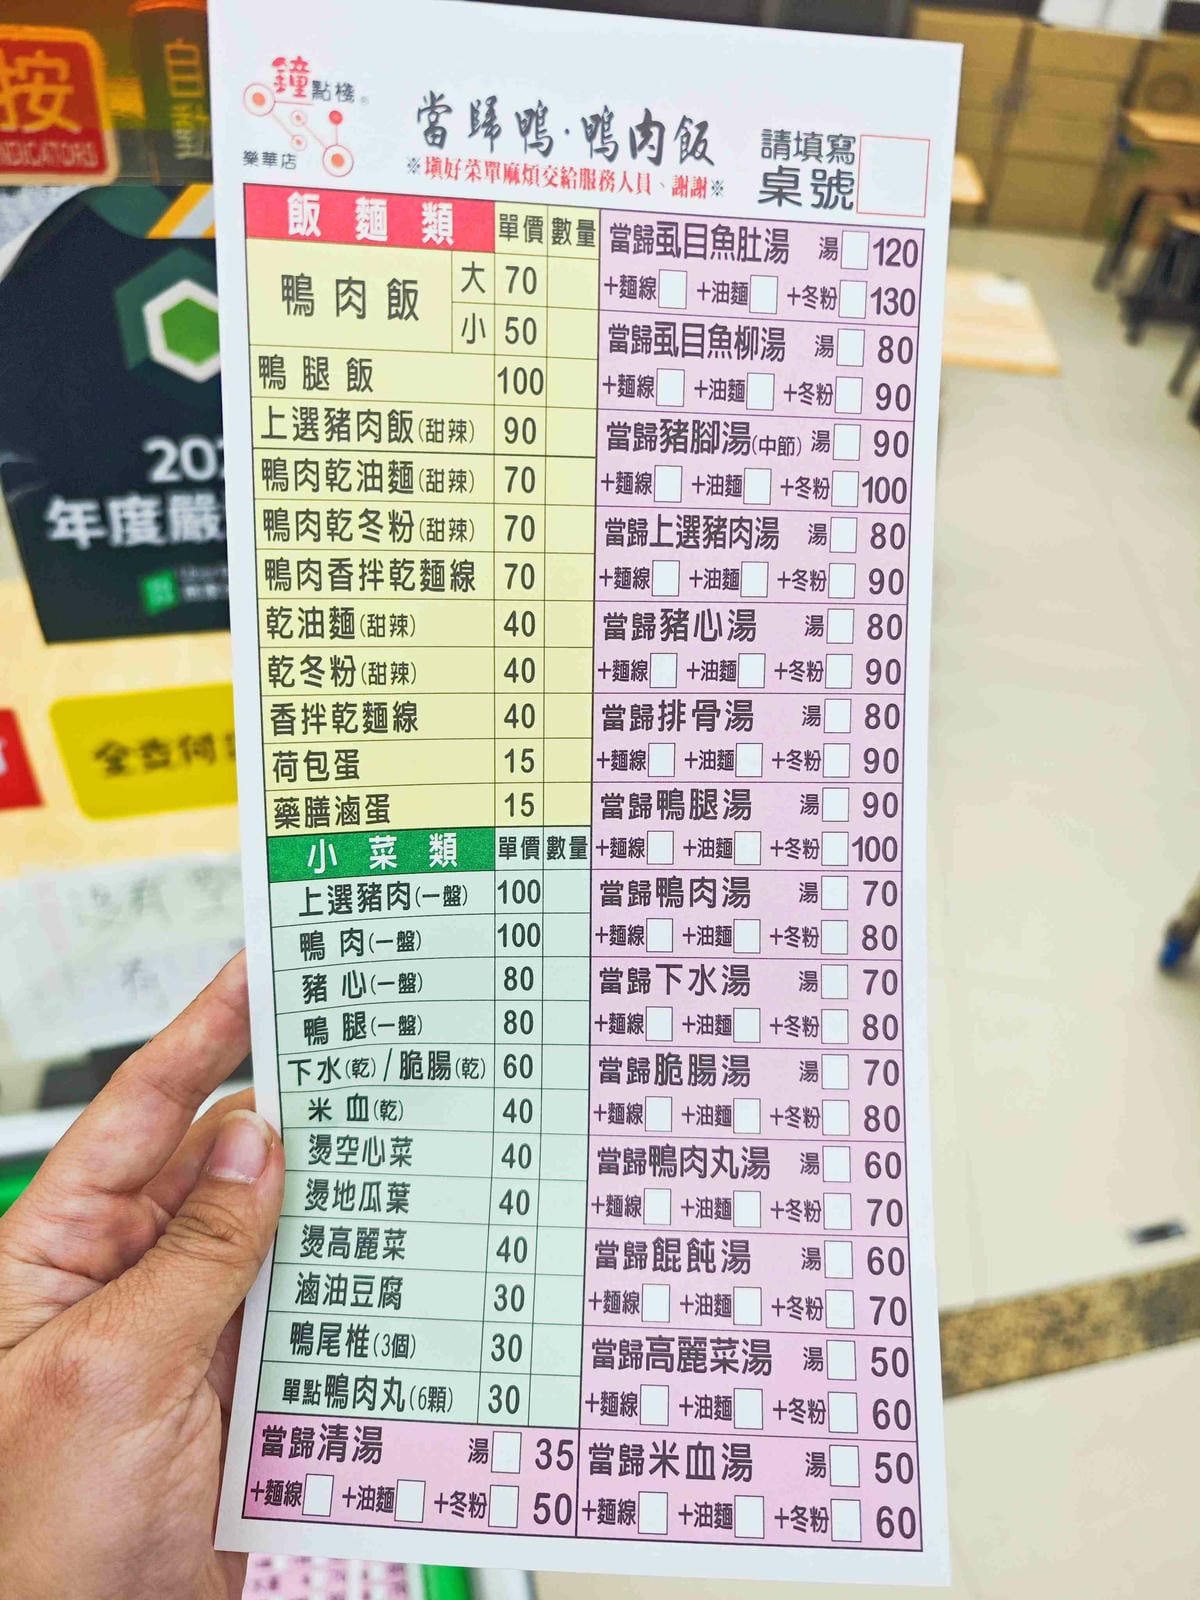 按
INDICATORS
鐘點棧®
樂華店
當歸鴨·鴨肉飯
※填好菜單麻煩交給服務人員、謝謝※
請填寫
桌號
飯麵類 單價 數量
鴨肉飯 大 70
小 50
鴨腿飯 100
上選豬肉飯(甜辣) 90
鴨肉乾油麵(甜辣) 70
鴨肉乾冬粉(甜辣) 70
鴨肉香拌乾麵線 70
乾油麵(甜辣) 40
乾冬粉(甜辣) 40
香拌乾麵線 40
荷包蛋 15
藥膳滷蛋 15
小菜類 單價 數量
上選豬肉(一盤) 100
鴨肉(一盤) 100
豬心(一盤) 80
鴨腿(一盤) 80
下水(乾)/脆腸(乾) 60
米血(乾) 40
燙空心菜 40
燙地瓜葉 40
燙高麗菜 40
滷油豆腐 30
鴨尾椎(3個) 30
單點鴨肉丸(6顆) 30
當歸清湯 湯 35
+麵線 +油麵 +冬粉 50
當歸虱目魚肚湯 湯 120
+麵線 +油麵 +冬粉 130
當歸虱目魚柳湯 湯 80
+麵線 +油麵 +冬粉 90
當歸豬腳湯(中節) 湯 90
+麵線 +油麵 +冬粉 100
當歸上選豬肉湯 湯 80
+麵線 +油麵 +冬粉 90
當歸豬心湯 湯 80
+麵線 +油麵 +冬粉 90
當歸排骨湯 湯 80
+麵線 +油麵 +冬粉 90
當歸鴨腿湯 湯 90
+麵線 +油麵 +冬粉 100
當歸鴨肉湯 湯 70
+麵線 +油麵 +冬粉 80
當歸下水湯 湯 70
+麵線 +油麵 +冬粉 80
當歸脆腸湯 湯 70
+麵線 +油麵 +冬粉 80
當歸鴨肉丸湯 湯 60
+麵線 +油麵 +冬粉 70
當歸餛飩湯 湯 60
+麵線 +油麵 +冬粉 70
當歸高麗菜湯 湯 50
+麵線 +油麵 +冬粉 60
當歸米血湯 湯 50
+麵線 +油麵 +冬粉 60
202
年度嚴
全支付